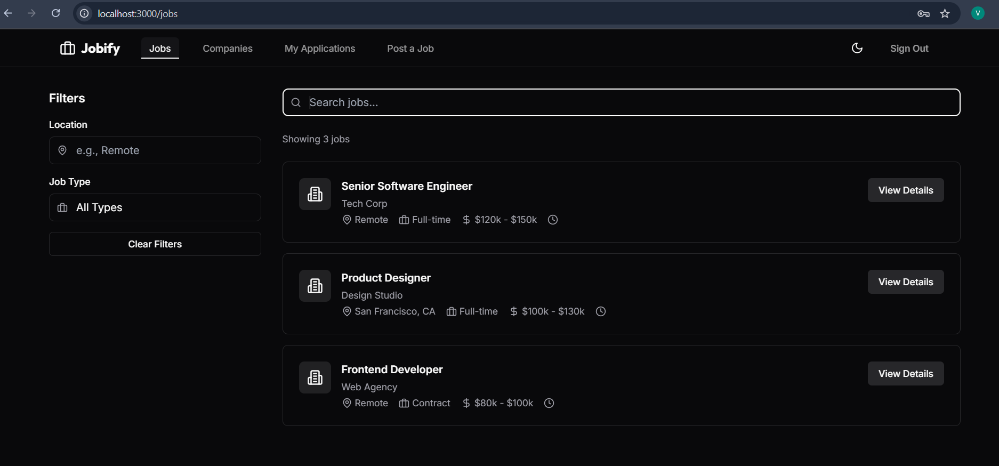 localhost:3000/jobs
V
Jobify
Jobs
Companies
My Applications
Post a Job
Sign Out
Filters
Location
e.g., Remote
Job Type
All Types
Clear Filters
Search jobs...
Showing 3 jobs
Senior Software Engineer
Tech Corp
Remote Full-time $ $120k - $150k
View Details
Product Designer
Design Studio
San Francisco, CA Full-time $ $100k - $130k
View Details
Frontend Developer
Web Agency
Remote Contract $ $80k - $100k
View Details